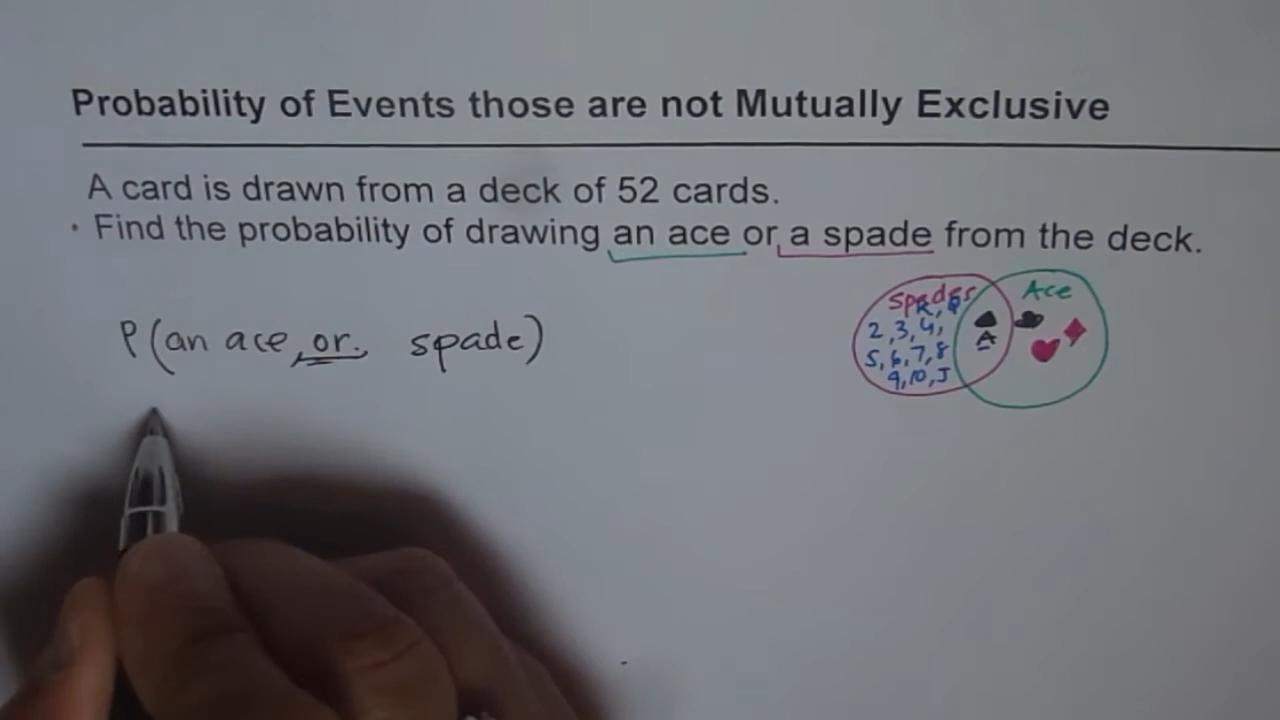 Probability of Events those are not Mutually Exclusive
A card is drawn from a deck of 52 cards.
• Find the probability of drawing an ace or a spade from the deck.
P(an ace, or, spade)
Spades
K, Q
2,3,4,
5,6,7,8
9,10,J
A
Ace